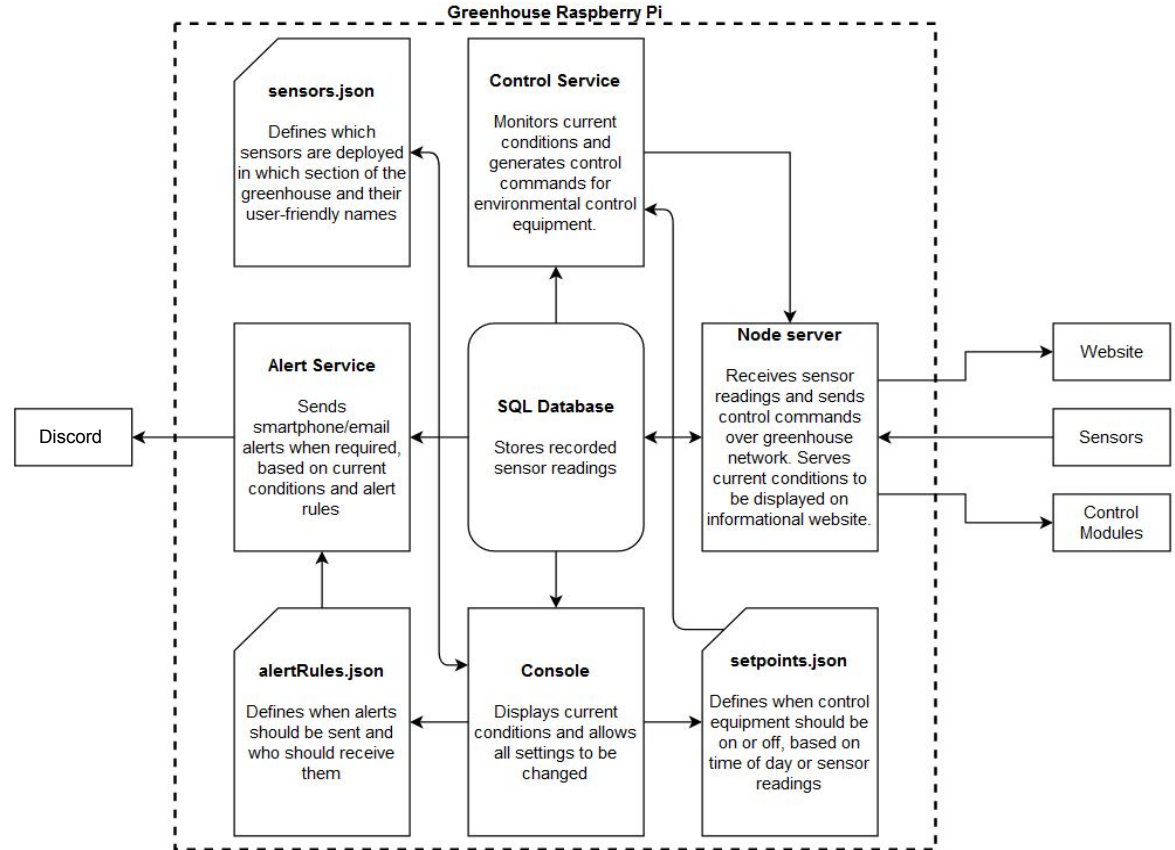 Greenhouse Raspberry Pi
sensors.json
Defines which
sensors are deployed
in which section of the
greenhouse and their
user-friendly names
Control Service
Monitors current
conditions and
generates control
commands for
environmental control
equipment.
Alert Service
Sends
smartphone/email
alerts when required,
based on current
conditions and alert
rules
SQL Database
Stores recorded
sensor readings
Node server
Receives sensor
readings and sends
control commands
over greenhouse
network. Serves
current conditions to
be displayed on
informational website.
Website
Sensors
Control
Modules
Discord
alertRules.json
Defines when alerts
should be sent and
who should receive
them
Console
Displays current
conditions and allows
all settings to be
changed
setpoints.json
Defines when control
equipment should be
on or off, based on
time of day or sensor
readings